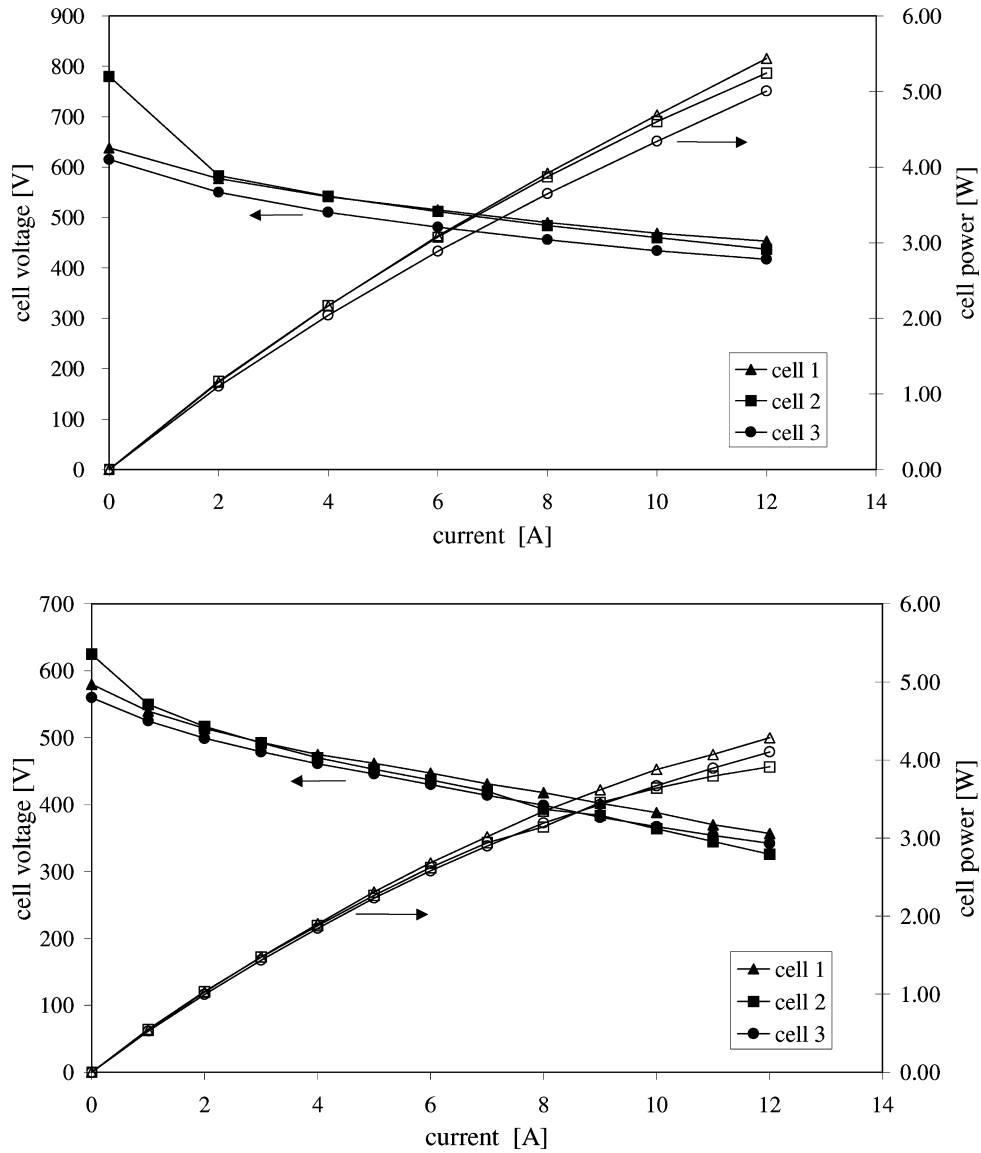 900
800
700
600
500
400
300
200
100
0
cell voltage [V]
6.00
5.00
4.00
3.00
2.00
1.00
0.00
cell power [W]
cell 1
cell 2
cell 3
0 2 4 6 8 10 12 14
current [A]
700
600
500
400
300
200
100
0
cell voltage [V]
6.00
5.00
4.00
3.00
2.00
1.00
0.00
cell power [W]
cell 1
cell 2
cell 3
0 2 4 6 8 10 12 14
current [A]